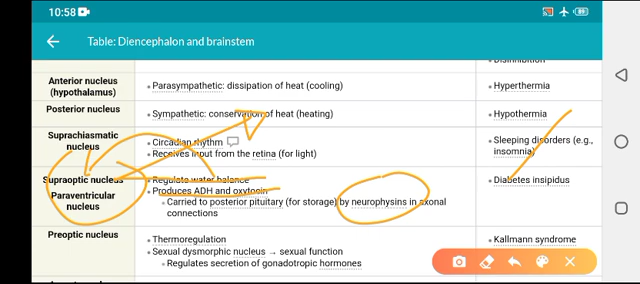 10:58
89
Table: Diencephalon and brainstem
Disinhibition
Anterior nucleus
(hypothalamus)
Parasympathetic: dissipation of heat (cooling)
Hyperthermia
Posterior nucleus
Sympathetic: conservation of heat (heating)
Hypothermia
Suprachiasmatic
nucleus
Circadian rhythm
Receives input from the retina (for light)
Sleeping disorders (e.g.,
insomnia)
Supraoptic nucleus
Paraventricular
nucleus
Regulate water balance
Produces ADH and oxytocin
Carried to posterior pituitary (for storage) by neurophysins in axonal
connections
Diabetes insipidus
Preoptic nucleus
Thermoregulation
Sexual dysmorphic nucleus → sexual function
Regulates secretion of gonadotropic hormones
Kallmann syndrome